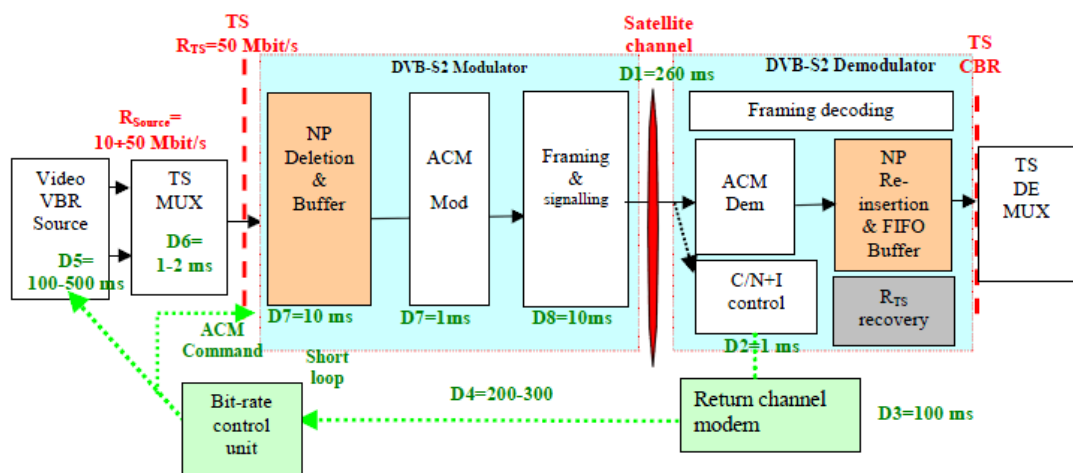 TS
R_TS=50 Mbit/s
Satellite
channel
TS
CBR
DVB-S2 Modulator
D1=260 ms
DVB-S2 Demodulator
R_Source=
10+50 Mbit/s
Video
VBR
Source
D5=
100-500 ms
TS
MUX
D6=
1-2 ms
NP
Deletion
&
Buffer
D7=10 ms
ACM
Mod
D7=1ms
Framing
&
signalling
D8=10ms
Framing decoding
ACM
Dem
NP
Re-
insertion
& FIFO
Buffer
C/N+I
control
D2=1 ms
R_TS
recovery
TS
DE
MUX
ACM
Command
Short
loop
Bit-rate
control
unit
D4=200-300
Return channel
modem
D3=100 ms